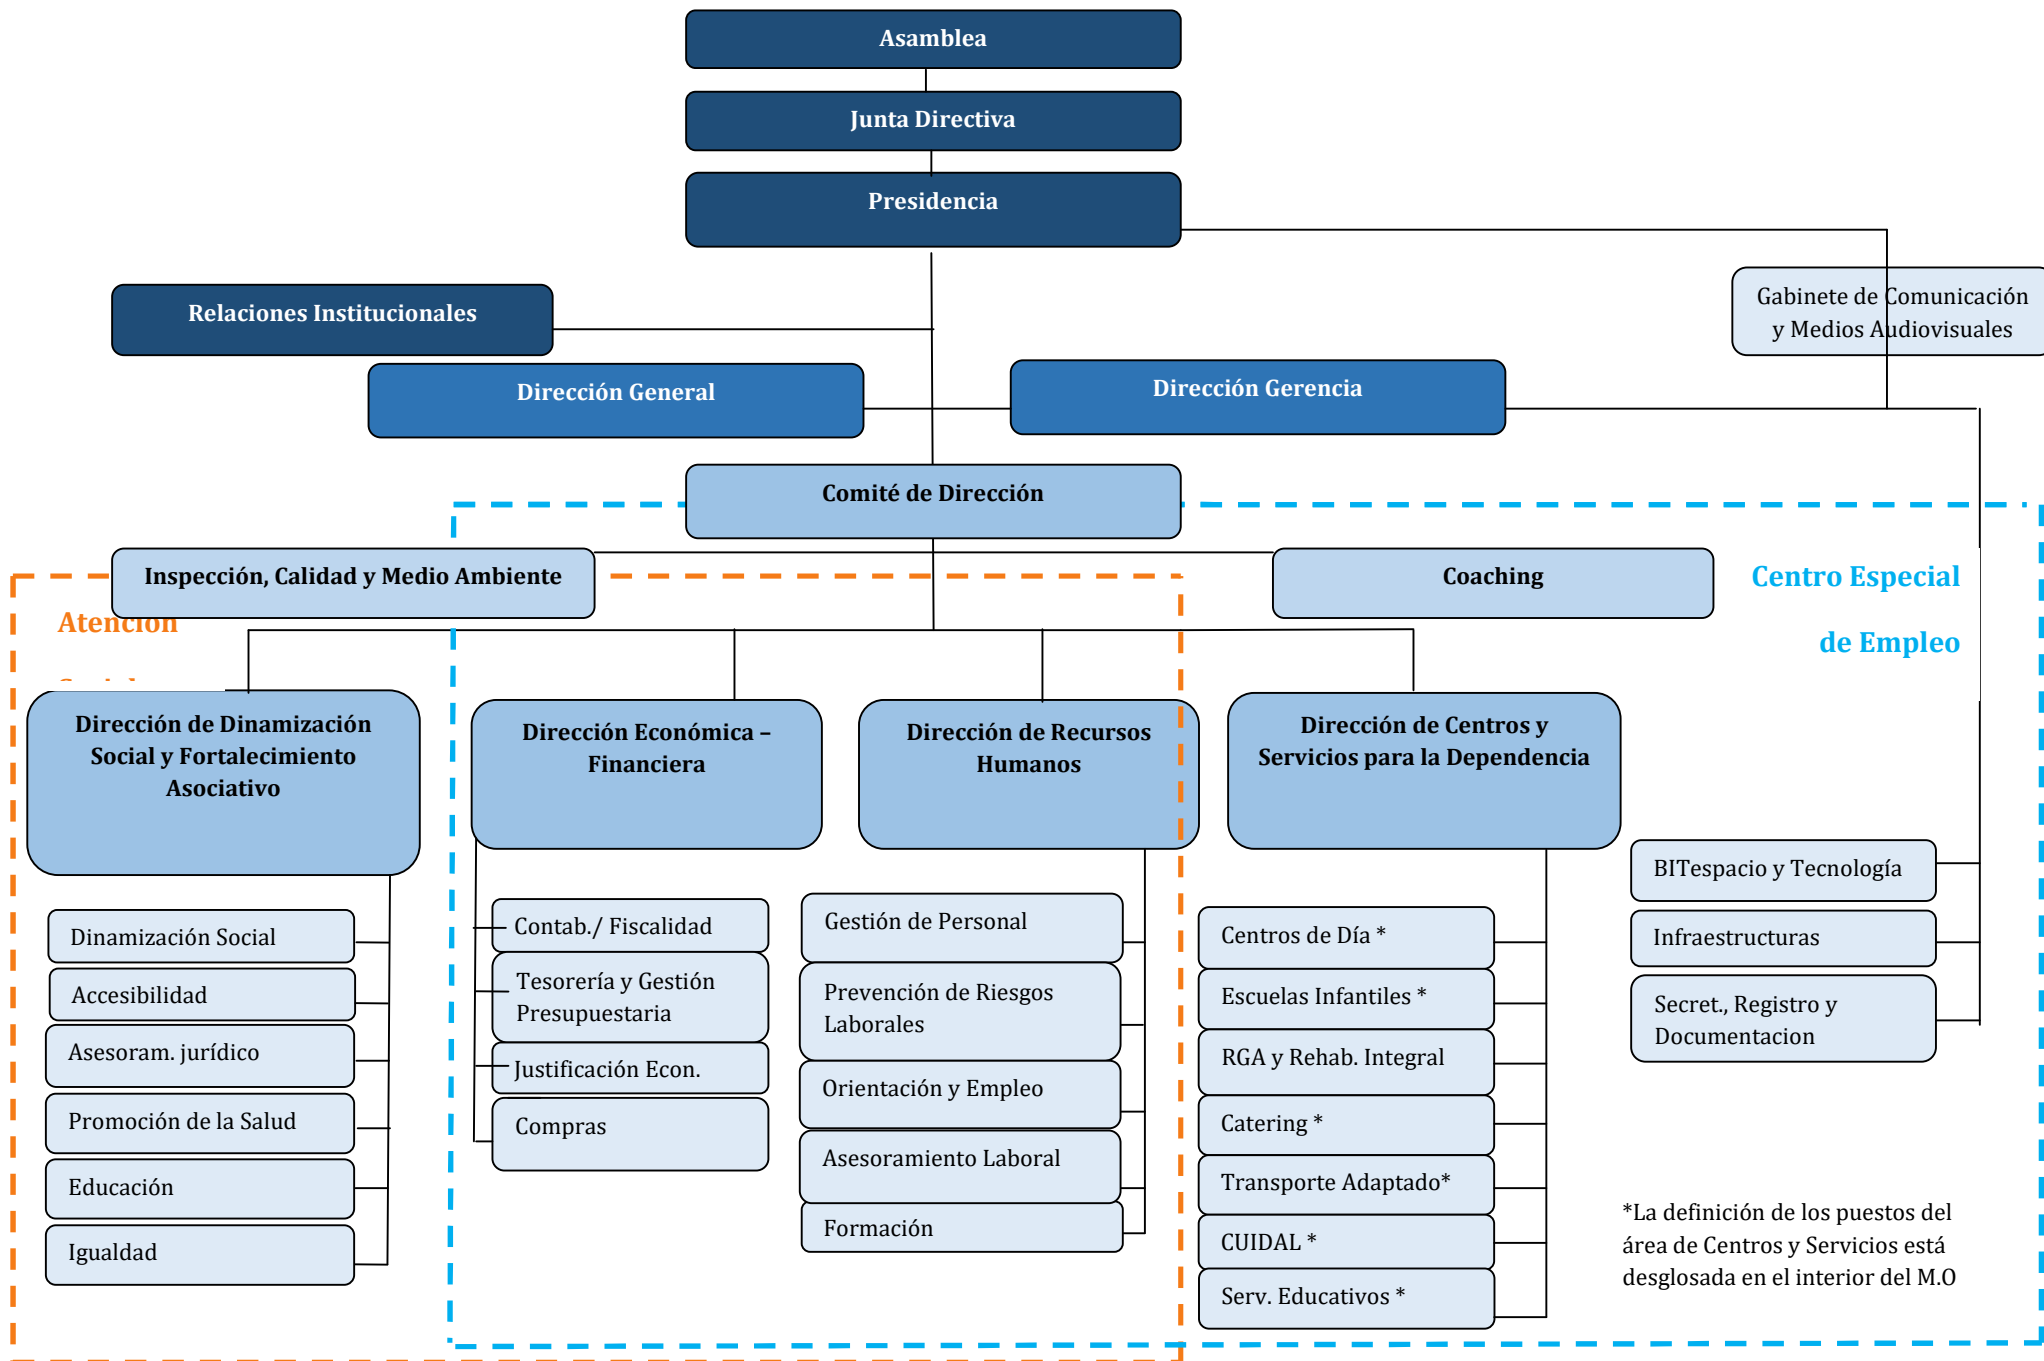 Asamblea
Junta Directiva
Presidencia
Relaciones Institucionales
Gabinete de Comunicación
y Medios Audiovisuales
Dirección General
Dirección Gerencia
Comité de Dirección
Inspección, Calidad y Medio Ambiente
Coaching
Centro Especial
de Empleo
Atención
Dirección de Dinamización
Social y Fortalecimiento
Asociativo
Dirección Económica –
Financiera
Dirección de Recursos
Humanos
Dirección de Centros y
Servicios para la Dependencia
Dinamización Social
Accesibilidad
Asesoram. jurídico
Promoción de la Salud
Educación
Igualdad
Contab./ Fiscalidad
Tesorería y Gestión
Presupuestaria
Justificación Econ.
Compras
Gestión de Personal
Prevención de Riesgos
Laborales
Orientación y Empleo
Asesoramiento Laboral
Formación
Centros de Día *
Escuelas Infantiles *
RGA y Rehab. Integral
Catering *
Transporte Adaptado*
CUIDAL *
Serv. Educativos *
BITespacio y Tecnología
Infraestructuras
Secret., Registro y
Documentacion
*La definición de los puestos del
área de Centros y Servicios está
desglosada en el interior del M.O